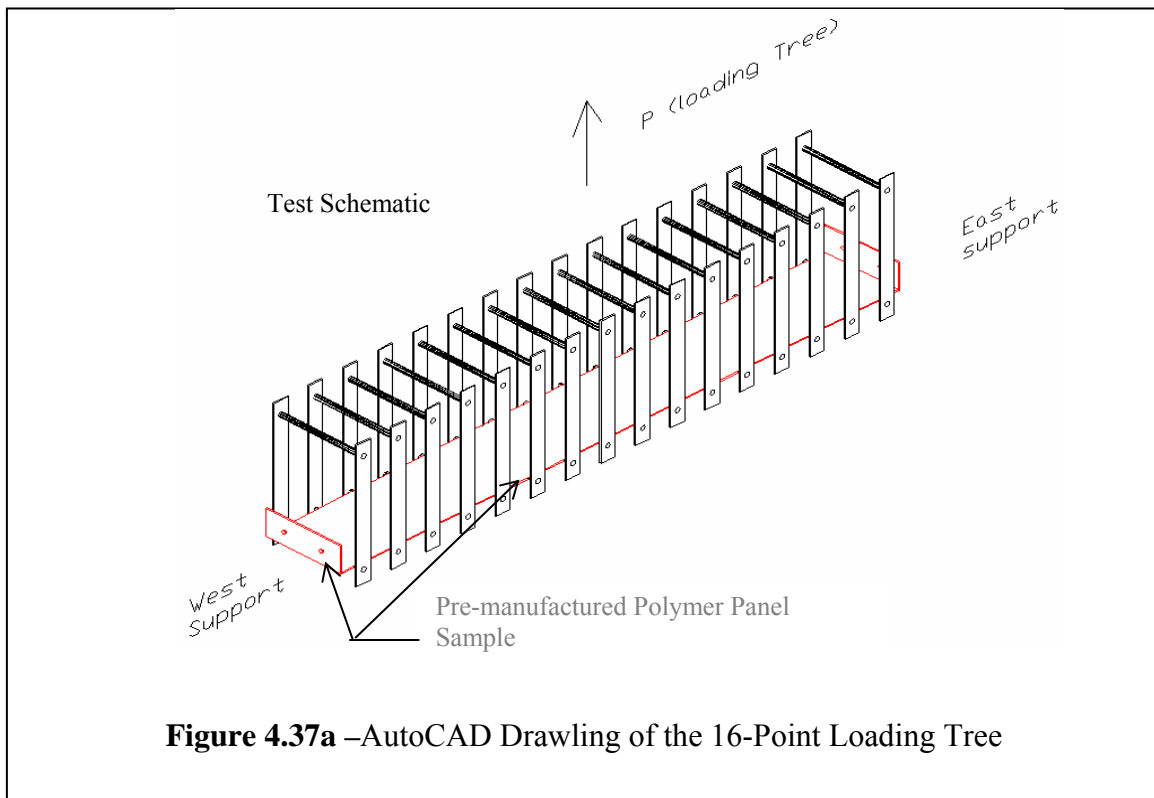 P (loading Tree)
Test Schematic
East
support
West
Support
Pre-manufactured Polymer Panel
Sample
Figure 4.37a –AutoCAD Drawling of the 16-Point Loading Tree